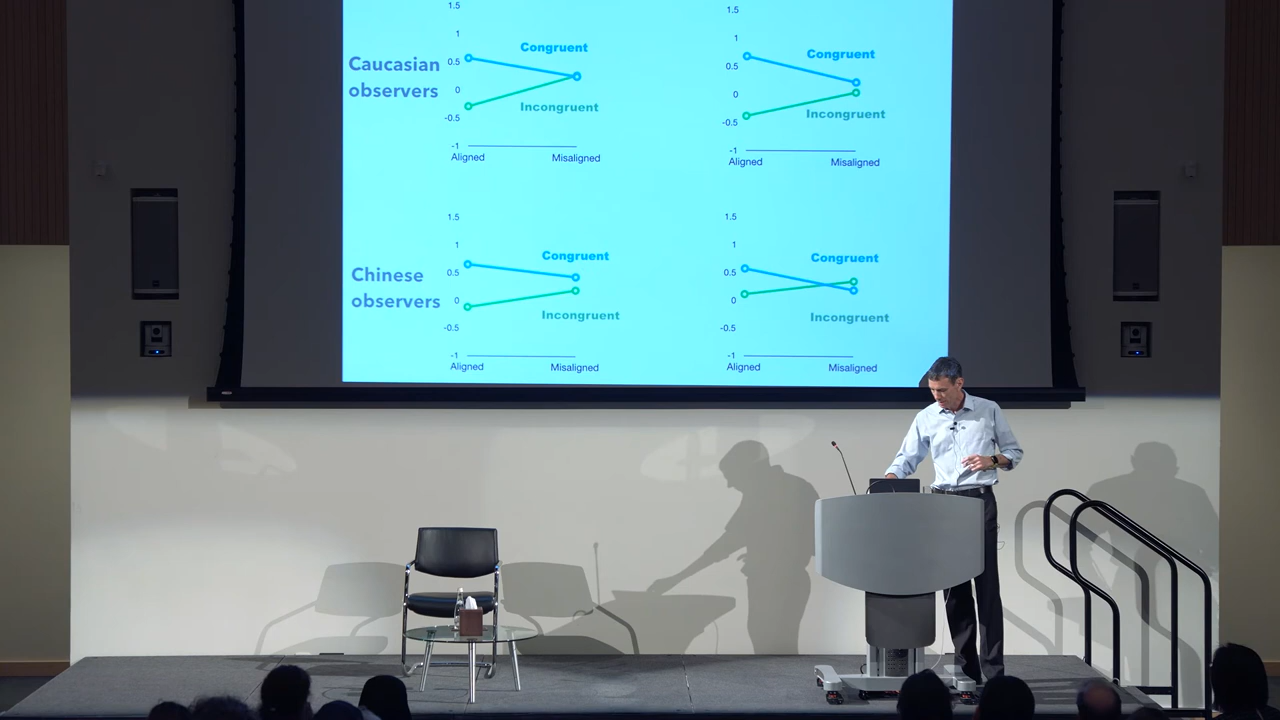 1.5
1
0.5
0
-0.5
-1
Caucasian
observers
Congruent
Incongruent
Aligned
Misaligned
1.5
1
0.5
0
-0.5
-1
Congruent
Incongruent
Aligned
Misaligned
1.5
1
0.5
0
-0.5
-1
Chinese
observers
Congruent
Incongruent
Aligned
Misaligned
1.5
1
0.5
0
-0.5
-1
Congruent
Incongruent
Aligned
Misaligned